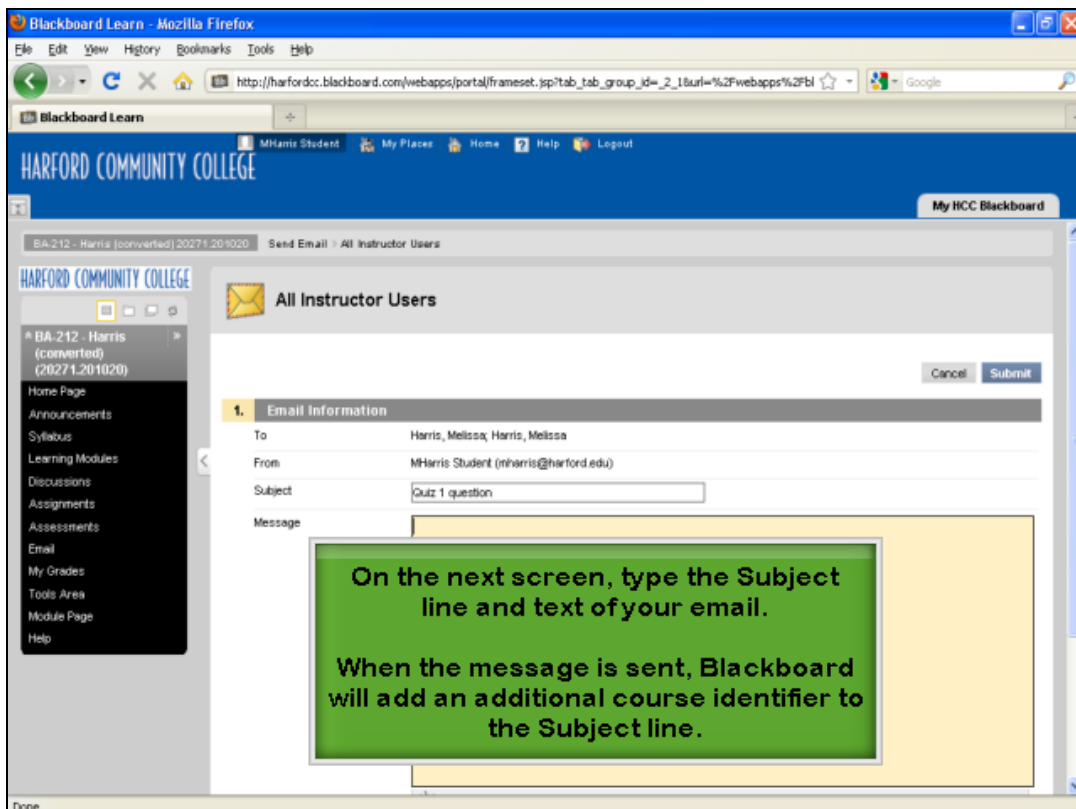 Blackboard Learn - Mozilla Firefox
File Edit View History Bookmarks Tools Help
http://harfordcc.blackboard.com/webapps/portal/frameset.jsp?tab_tab_group_id=_2_1&url=%2Fwebapps%2Fbl Google
Blackboard Learn
MHarris Student My Places Home Help Logout
HARFORD COMMUNITY COLLEGE
My HCC Blackboard
BA-212 - Harris (converted) 20271.201020 Send Email > All Instructor Users
HARFORD COMMUNITY COLLEGE
All Instructor Users
BA-212 - Harris
(converted)
(20271.201020)
Cancel Submit
Home Page
Announcements
Syllabus
Learning Modules
Discussions
Assignments
Assessments
Email
My Grades
Tools Area
Module Page
Help
1. Email Information
To Harris, Melissa; Harris, Melissa
From MHarris Student (mharris@harford.edu)
Subject Quiz 1 question
Message
On the next screen, type the Subject
line and text of your email.
When the message is sent, Blackboard
will add an additional course identifier to
the Subject line.
Done